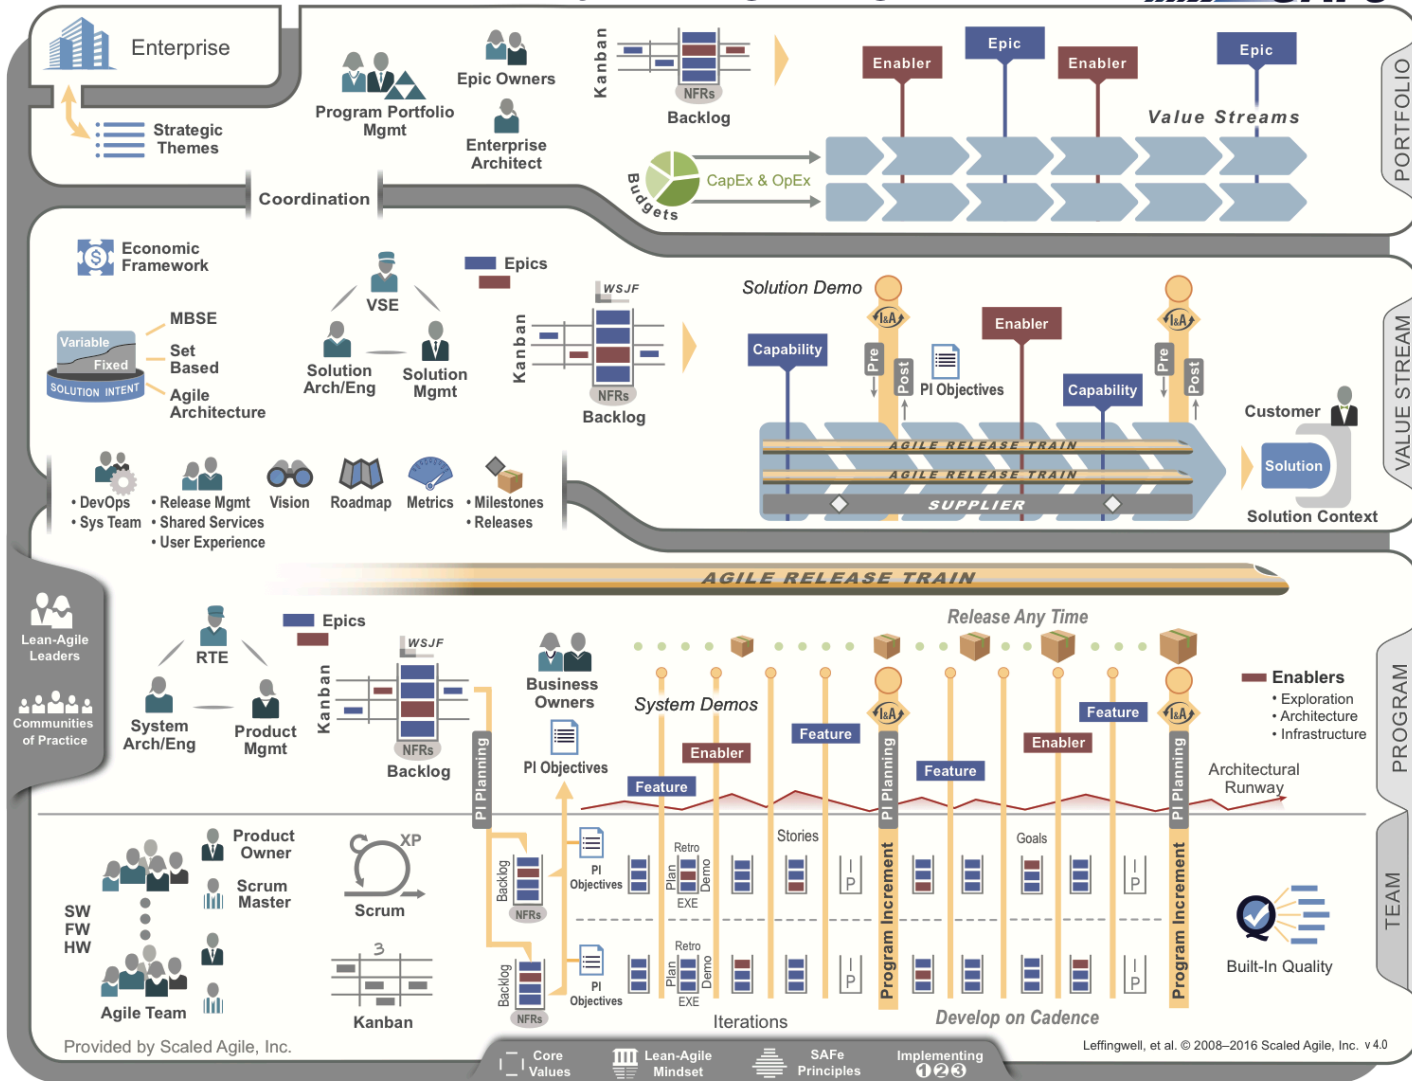 Enterprise
Strategic
Themes
Program Portfolio
Mgmt
Epic Owners
Enterprise
Architect
Kanban
NFRs
Backlog
Enabler
Epic
Enabler
Epic
Value Streams
Budgets
CapEx & OpEx
PORTFOLIO
Coordination
Economic
Framework
MBSE
Set
Based
Agile
Architecture
Variable
Fixed
SOLUTION INTENT
VSE
Solution
Arch/Eng
Solution
Mgmt
Epics
WSJF
Kanban
NFRs
Backlog
Solution Demo
Capability
I&A
Pre
Post
PI Objectives
Enabler
Capability
I&A
Pre
Post
AGILE RELEASE TRAIN
AGILE RELEASE TRAIN
SUPPLIER
Customer
Solution
Solution Context
VALUE STREAM
• DevOps
• Sys Team
• Release Mgmt
• Shared Services
• User Experience
Vision
Roadmap
Metrics
• Milestones
• Releases
Lean-Agile
Leaders
Communities
of Practice
AGILE RELEASE TRAIN
RTE
System
Arch/Eng
Product
Mgmt
Epics
WSJF
Kanban
NFRs
Backlog
PI Planning
Business
Owners
PI Objectives
Release Any Time
System Demos
Feature
Enabler
Feature
I&A
PI Planning
Feature
Enabler
Feature
I&A
PI Planning
Enablers
• Exploration
• Architecture
• Infrastructure
Architectural
Runway
PROGRAM
Product
Owner
Scrum
Master
SW
FW
HW
Agile Team
XP
Scrum
3
Kanban
Backlog
NFRs
PI
Objectives
Plan
Retro
Demo
EXE
Stories
I
P
Program Increment
Goals
I
P
Program Increment
Backlog
NFRs
PI
Objectives
Plan
Retro
Demo
EXE
I
P
I
P
Iterations
Develop on Cadence
Built-In Quality
TEAM
Provided by Scaled Agile, Inc.
Core
Values
Lean-Agile
Mindset
SAFe
Principles
Implementing
1 2 3
Leffingwell, et al. © 2008–2016 Scaled Agile, Inc. v 4.0